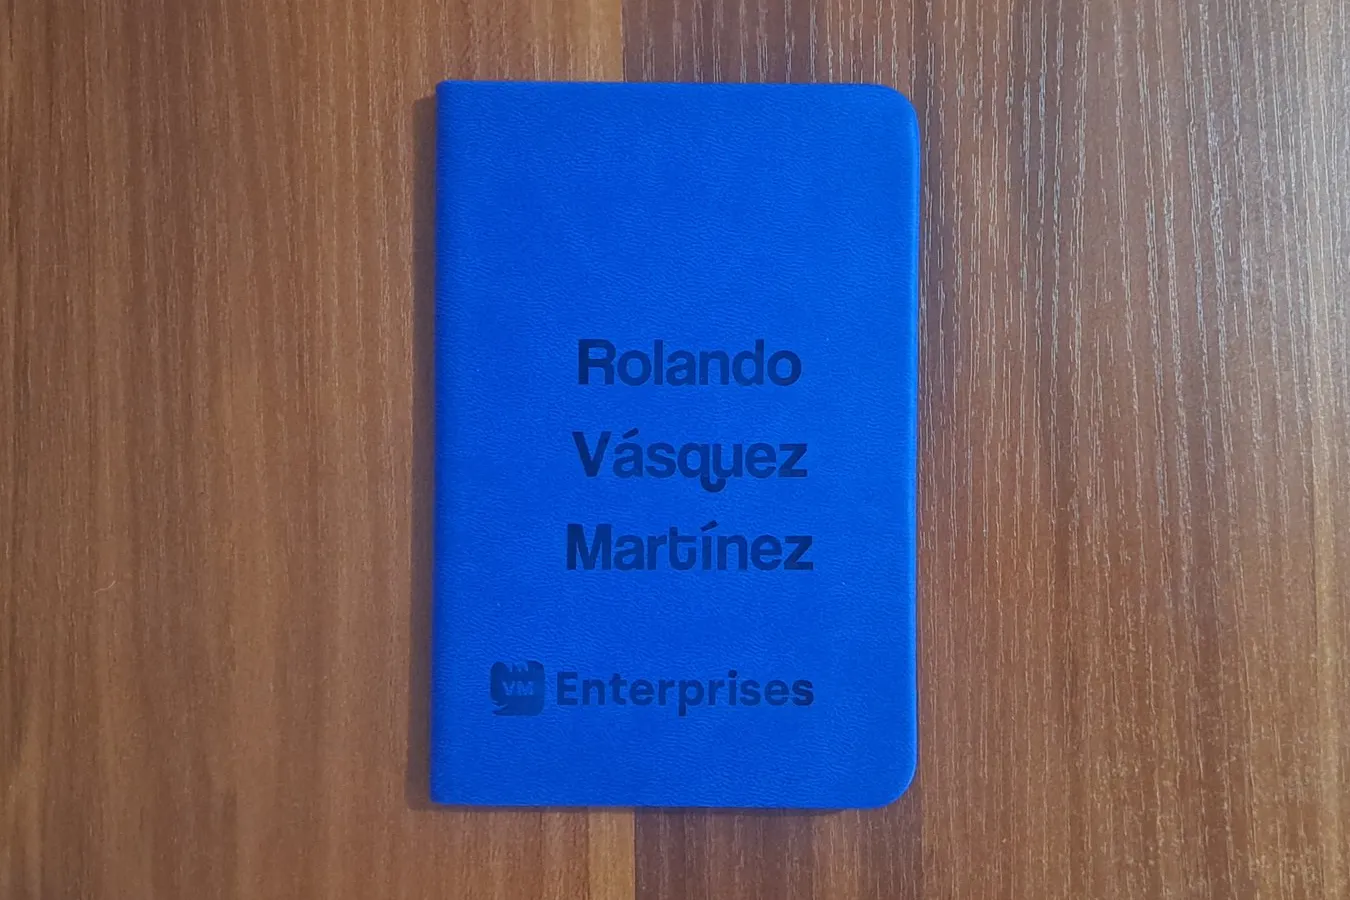 Rolando
Vásquez
Martínez
VM Enterprises